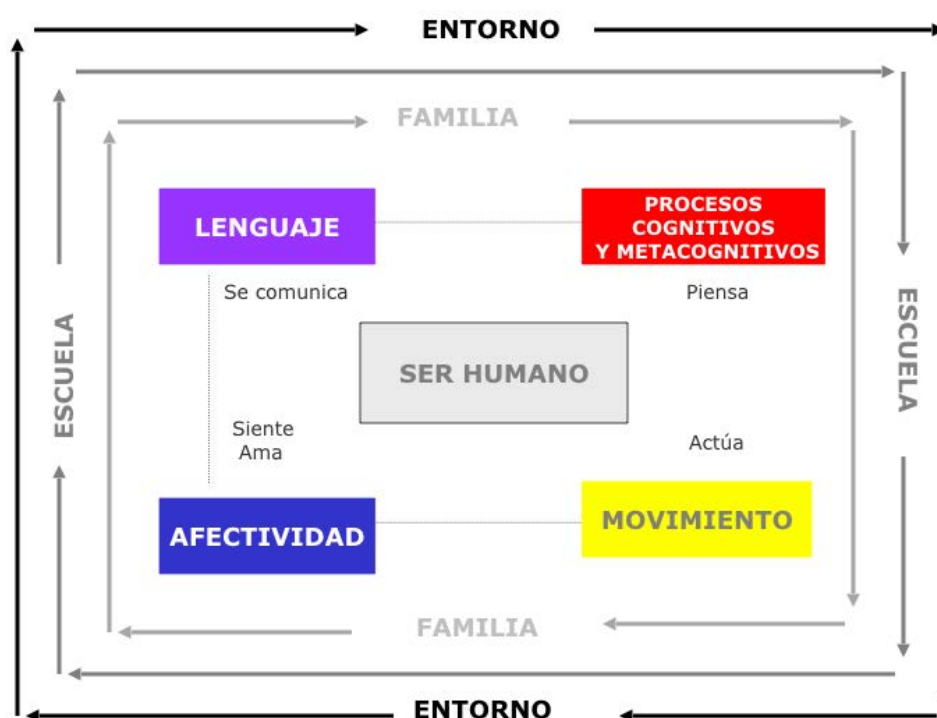 ENTORNO
FAMILIA
LENGUAJE
PROCESOS
COGNITIVOS
Y METACOGNITIVOS
Se comunica
Piensa
ESCUELA
ESCUELA
SER HUMANO
Siente
Ama
Actúa
AFECTIVIDAD
MOVIMIENTO
FAMILIA
ENTORNO